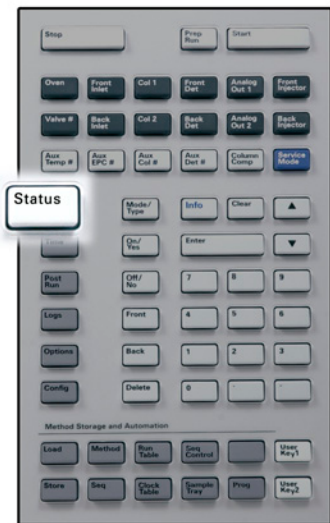 Stop
Prep Run
Start
Oven
Front Inlet
Col 1
Front Det
Analog Out 1
Front Injector
Valve #
Back Inlet
Col 2
Back Det
Analog Out 2
Back Injector
Aux Temp #
Aux EPC #
Aux Col #
Aux Det #
Column Comp
Service Mode
Status
Mode/ Type
Info
Clear
Time
On/ Yes
Enter
Post Run
Off/ No
7
8
9
Logs
Front
4
5
6
Options
Back
1
2
3
Config
Delete
0
.
-
Method Storage and Automation
Load
Method
Run Table
Seq Control
User Key1
Store
Seq
Clock Table
Sample Tray
Prog
User Key2